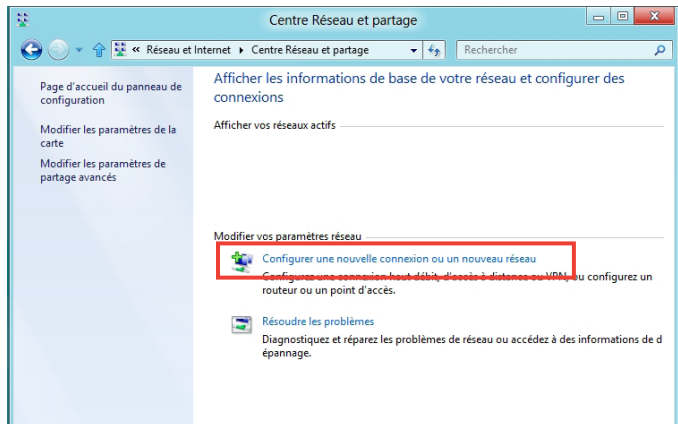 Centre Réseau et partage
« Réseau et Internet ▸ Centre Réseau et partage
Rechercher
Page d'accueil du panneau de
configuration
Modifier les paramètres de la
carte
Modifier les paramètres de
partage avancés
Afficher les informations de base de votre réseau et configurer des
connexions
Afficher vos réseaux actifs
Modifier vos paramètres réseau
Configurer une nouvelle connexion ou un nouveau réseau
Configurez une connexion haut débit, d'accès à distance ou VPN, ou configurez un
routeur ou un point d'accès.
Résoudre les problèmes
Diagnostiquez et réparez les problèmes de réseau ou accédez à des informations de d
épannage.